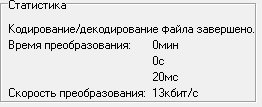 Статистика
Кодирование/декодирование файла завершено.
Время преобразования: 0мин
0с
20мс
Скорость преобразования: 13кбит/с